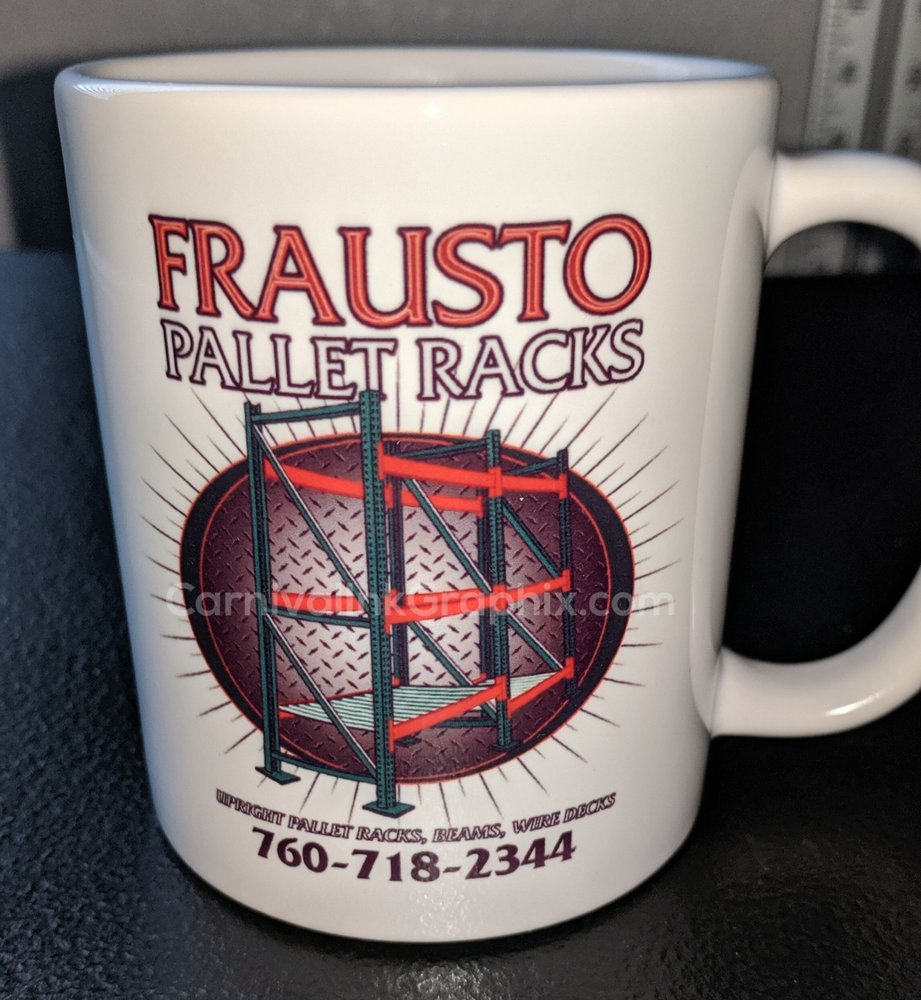 FRAUSTO
PALLET RACKS
CarnivalInkGraphix.com
UPRIGHT PALLET RACKS, BEAMS, WIRE DECKS
760-718-2344